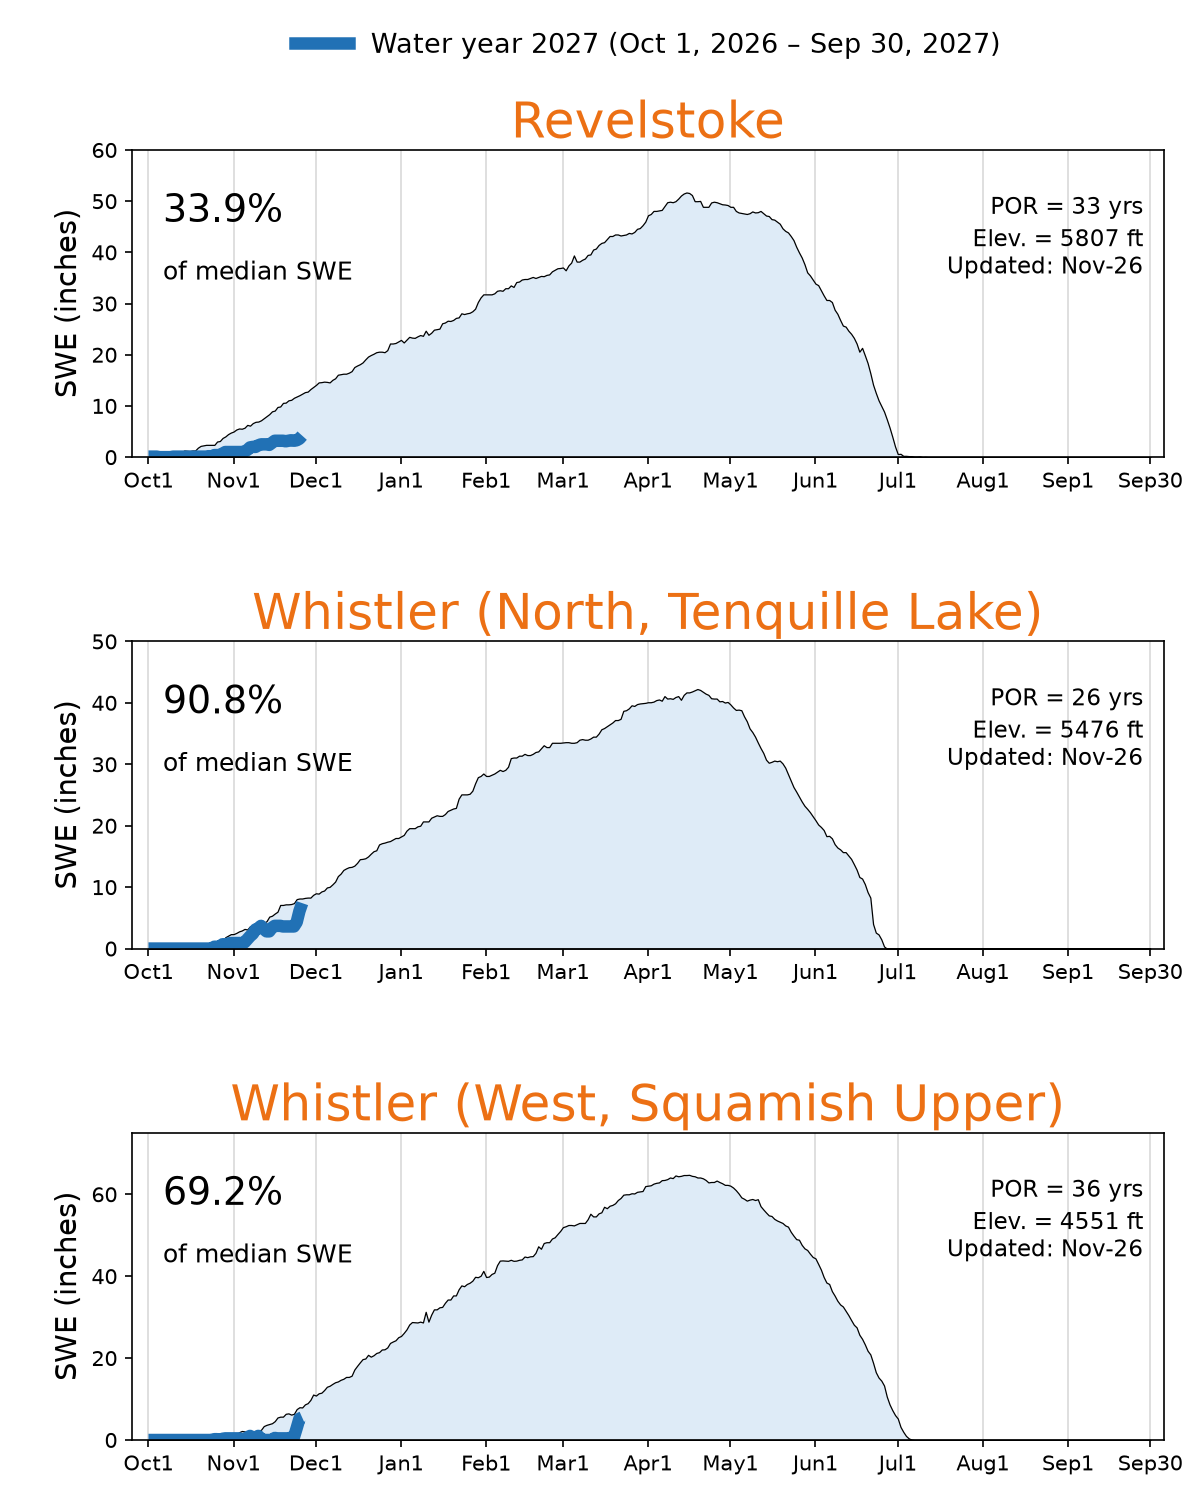 Water year 2027 (Oct 1, 2026 – Sep 30, 2027)
Revelstoke
60
50
40
30
20
10
0
SWE (inches)
33.9%
of median SWE
POR = 33 yrs
Elev. = 5807 ft
Updated: Nov-26
Oct1 Nov1 Dec1 Jan1 Feb1 Mar1 Apr1 May1 Jun1 Jul1 Aug1 Sep1 Sep30
Whistler (North, Tenquille Lake)
50
40
30
20
10
0
SWE (inches)
90.8%
of median SWE
POR = 26 yrs
Elev. = 5476 ft
Updated: Nov-26
Oct1 Nov1 Dec1 Jan1 Feb1 Mar1 Apr1 May1 Jun1 Jul1 Aug1 Sep1 Sep30
Whistler (West, Squamish Upper)
60
40
20
0
SWE (inches)
69.2%
of median SWE
POR = 36 yrs
Elev. = 4551 ft
Updated: Nov-26
Oct1 Nov1 Dec1 Jan1 Feb1 Mar1 Apr1 May1 Jun1 Jul1 Aug1 Sep1 Sep30